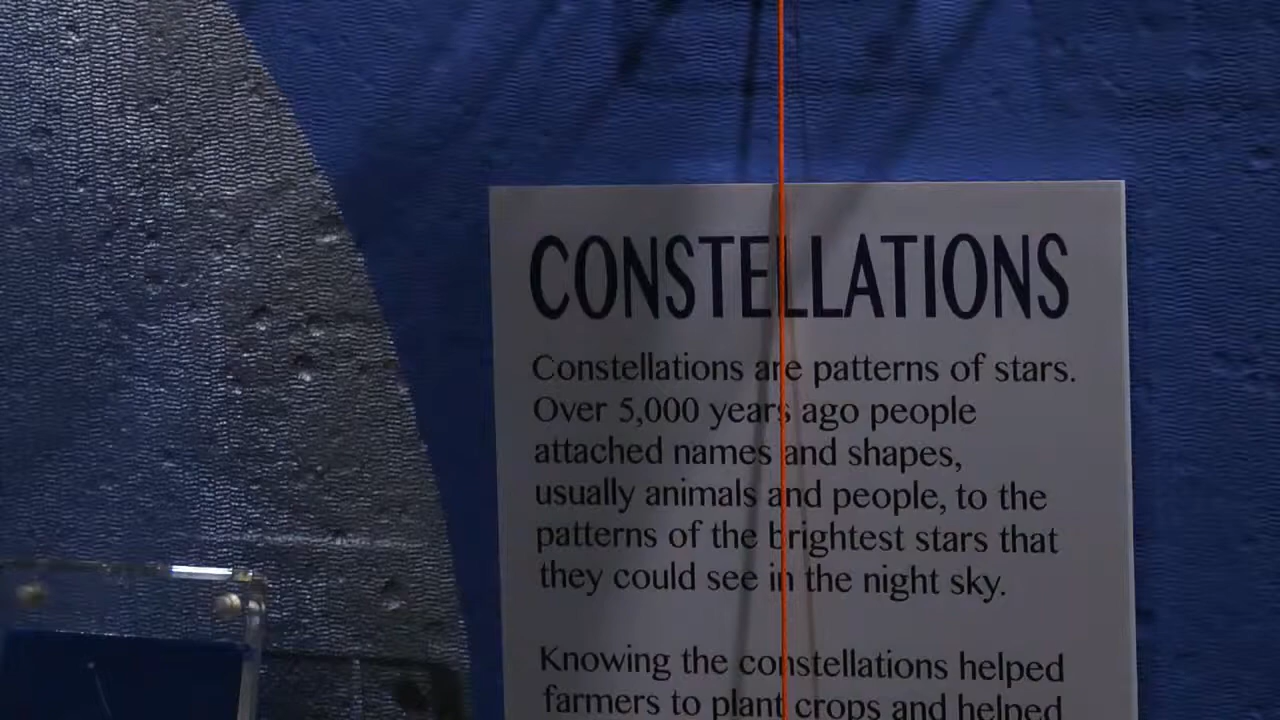 CONSTELLATIONS
Constellations are patterns of stars.
Over 5,000 years ago people
attached names and shapes,
usually animals and people, to the
patterns of the brightest stars that
they could see in the night sky.
Knowing the constellations helped
farmers to plant crops and helped